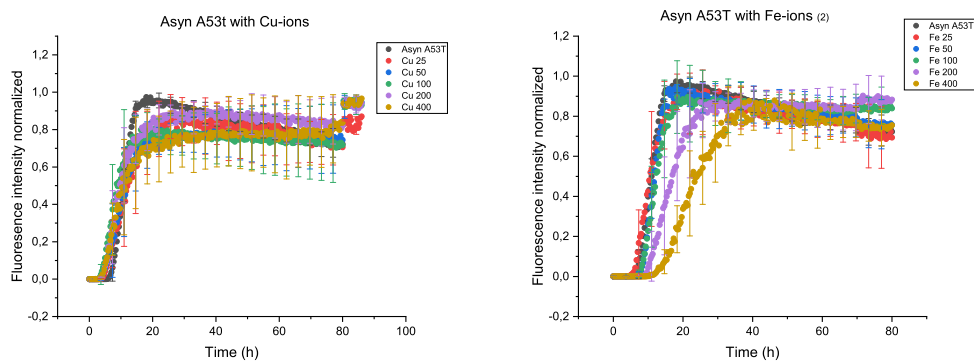 Asyn A53t with Cu-ions
Fluoresence intensity normalized
1,2
1,0
0,8
0,6
0,4
0,2
0,0
-0,2
0
20
40
60
80
100
Time (h)
Asyn A53T
Cu 25
Cu 50
Cu 100
Cu 200
Cu 400
Asyn A53T with Fe-ions (2)
Fluorescence intensity normalized
1,2
1,0
0,8
0,6
0,4
0,2
0,0
-0,2
0
20
40
60
80
Time (h)
Asyn A53T
Fe 25
Fe 50
Fe 100
Fe 200
Fe 400